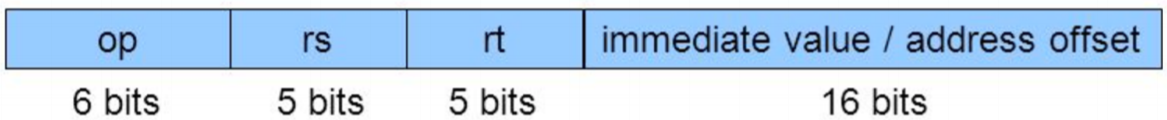 op rs rt immediate value / address offset
6 bits 5 bits 5 bits 16 bits